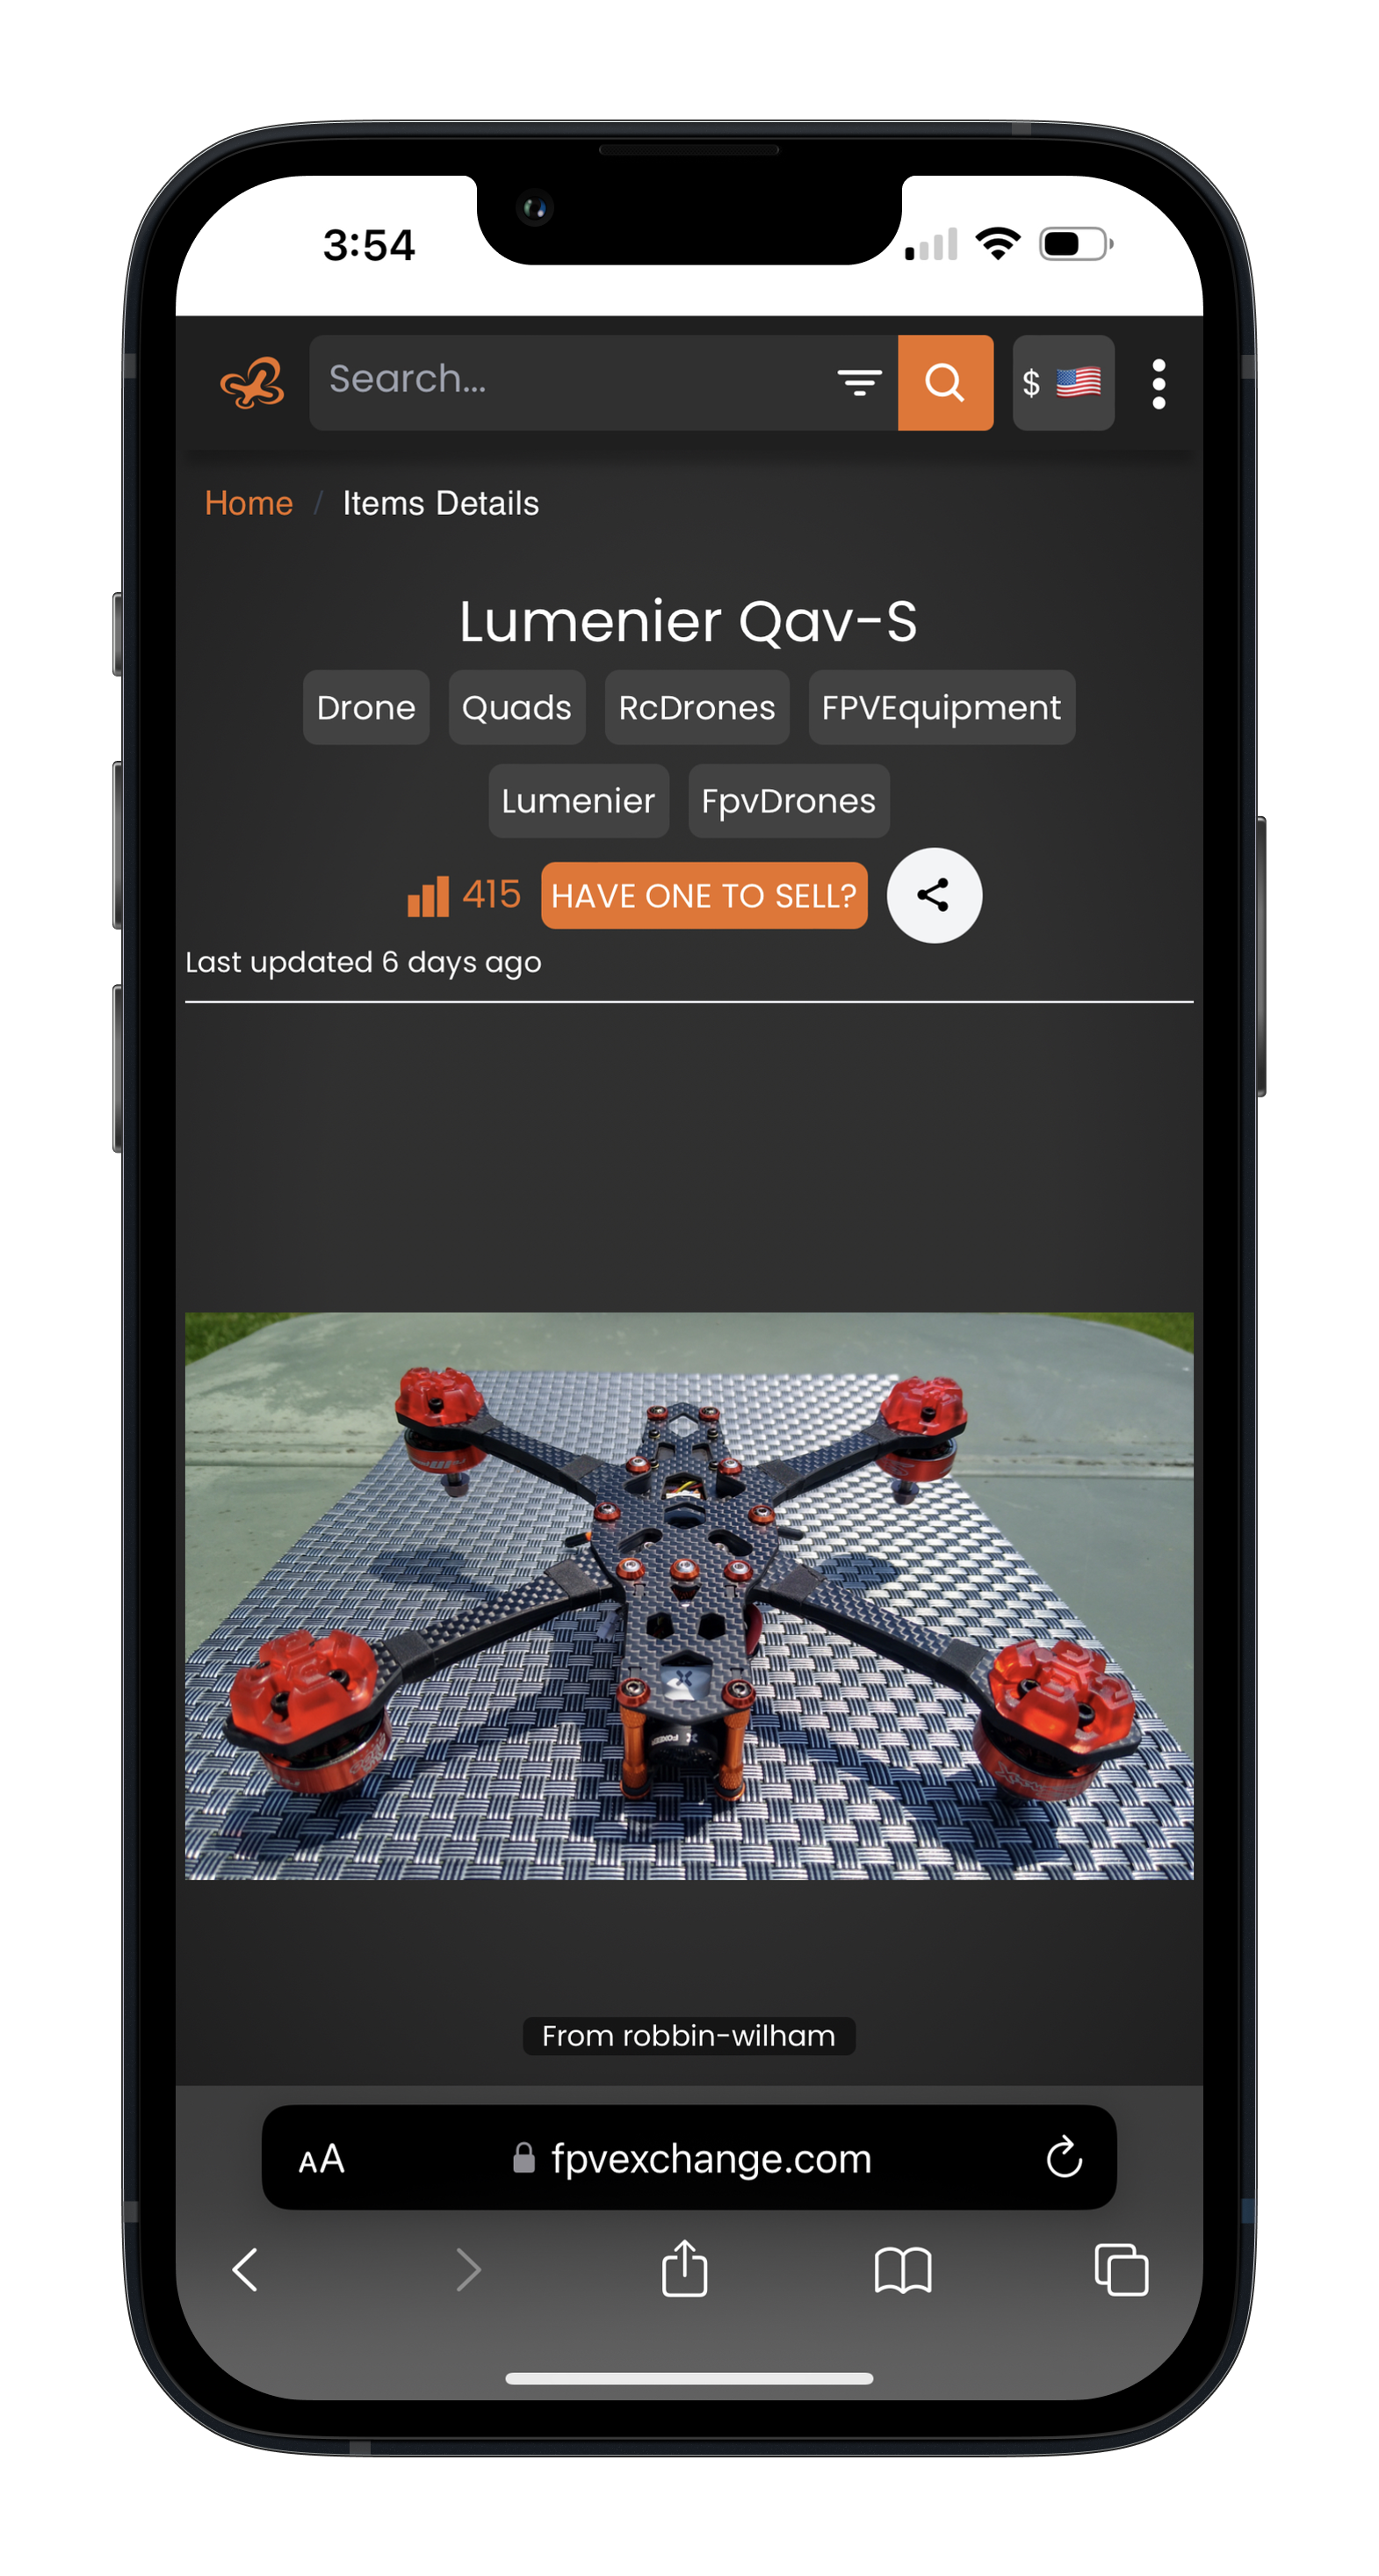 3:54
Search...
$
Home / Items Details
Lumenier Qav-S
Drone Quads RcDrones FPVEquipment
Lumenier FpvDrones
415 HAVE ONE TO SELL?
Last updated 6 days ago
From robbin-wilham
AA fpvexchange.com